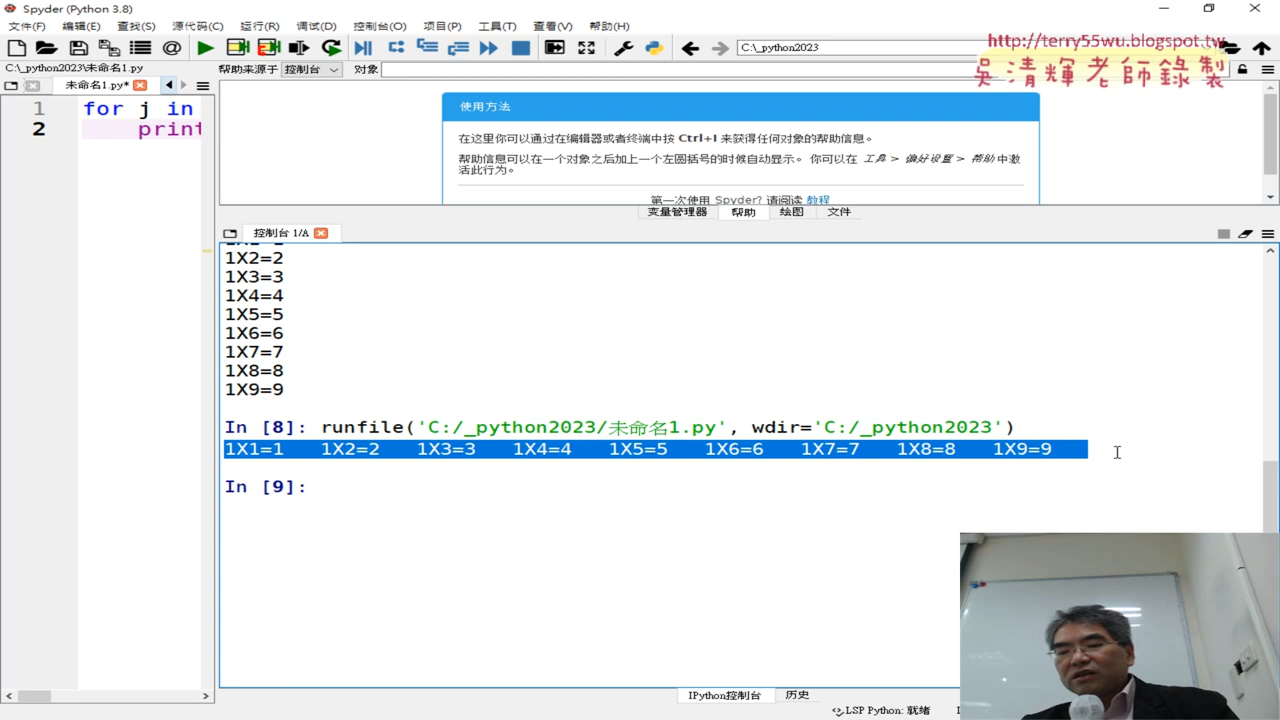 Spyder (Python 3.8)
文件(F) 编辑(E) 查找(S) 源代码(C) 运行(R) 调试(D) 控制台(O) 项目(P) 工具(T) 查看(V) 帮助(H)
C:\_python2023
http://terry55wu.blogspot.tw
吳清輝老師錄製
C:\_python2023\未命名1.py
帮助来源于 控制台 对象
未命名1.py*
1 for j in
2 print
使用方法
在这里你可以通过在编辑器或者终端中按 Ctrl+I 来获得任何对象的帮助信息。
帮助信息可以在一个对象之后加上一个左圆括号的时候自动显示。 你可以在 工具 > 偏好设置 > 帮助 中激
活此行为。
第一次使用 Spyder? 请阅读 教程
变量管理器 帮助 绘图 文件
控制台 1/A
1X2=2
1X3=3
1X4=4
1X5=5
1X6=6
1X7=7
1X8=8
1X9=9
In [8]: runfile('C:/_python2023/未命名1.py', wdir='C:/_python2023')
1X1=1 1X2=2 1X3=3 1X4=4 1X5=5 1X6=6 1X7=7 1X8=8 1X9=9
In [9]:
IPython控制台 历史
LSP Python: 就绪